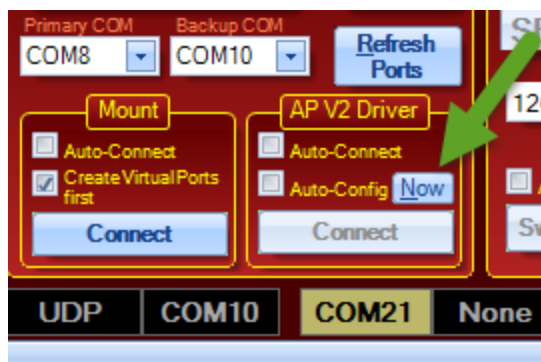 Primary COM Backup COM
COM8 COM10 Refresh
Ports
Mount AP V2 Driver
Auto-Connect Auto-Connect
Create Virtual Ports
first Auto-Config Now
Connect Connect
UDP COM10 COM21 None